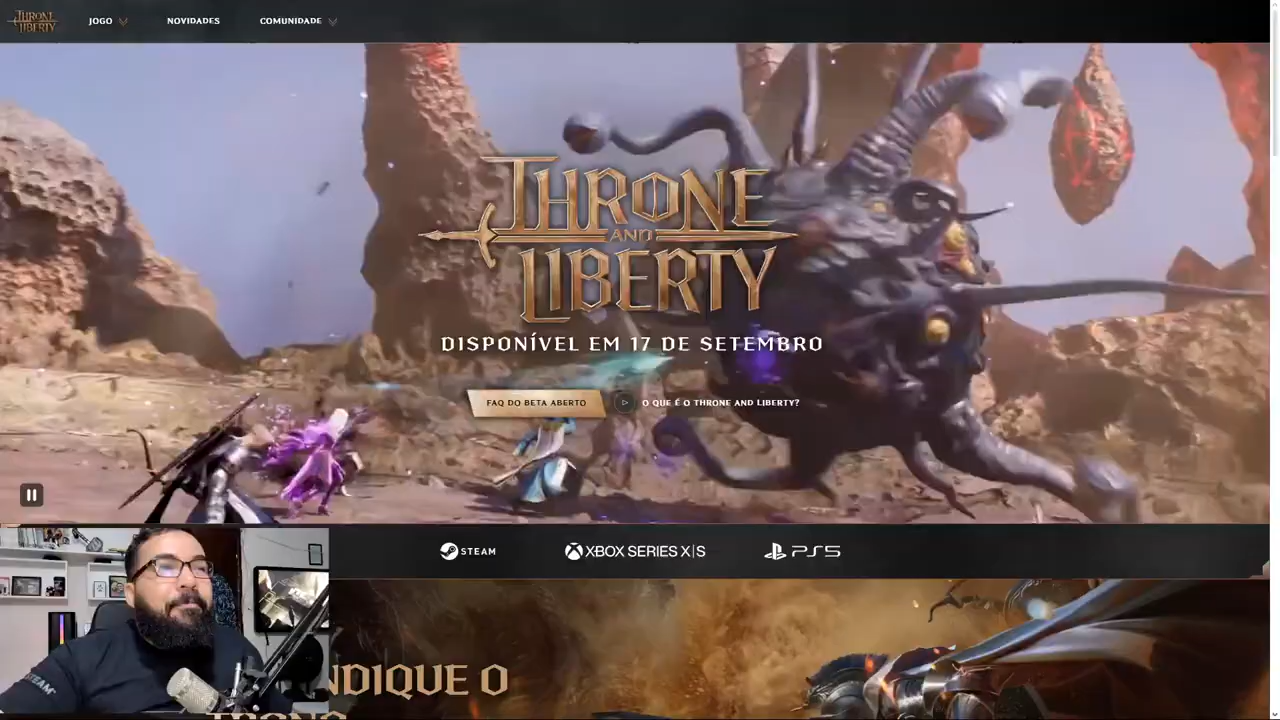 THRONE AND LIBERTY
JOGO
NOVIDADES
COMUNIDADE
THRONE
AND
LIBERTY
DISPONÍVEL EM 17 DE SETEMBRO
FAQ DO BETA ABERTO
O QUE É O THRONE AND LIBERTY?
STEAM
XBOX SERIES X|S
PS5
STEAM
NDIQUE O